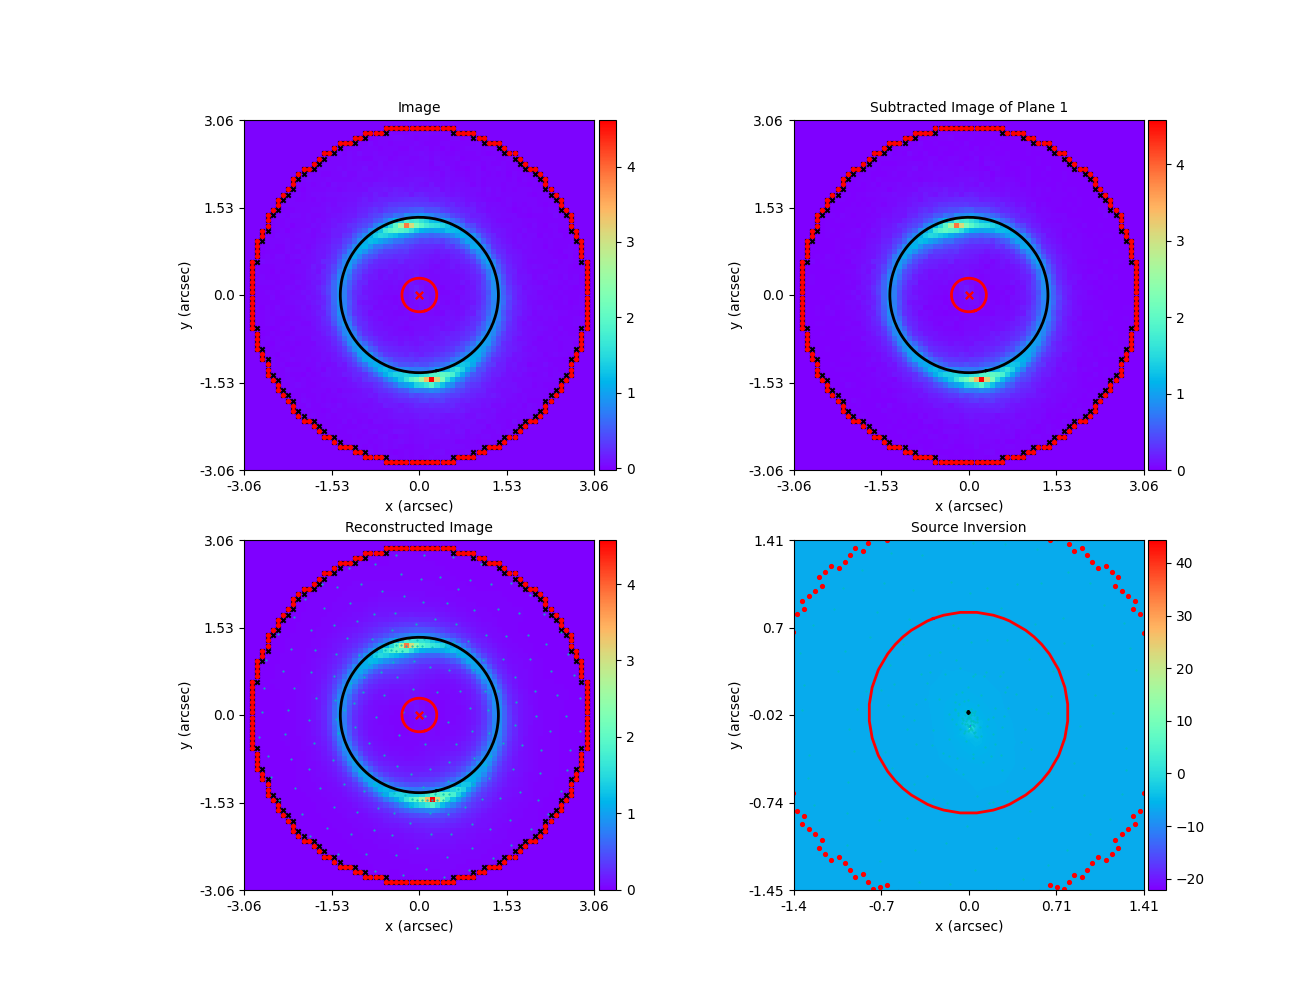 Image
3.06
1.53
0.0
-1.53
-3.06
y (arcsec)
-3.06 -1.53 0.0 1.53 3.06
x (arcsec)
4
3
2
1
0
Subtracted Image of Plane 1
3.06
1.53
0.0
-1.53
-3.06
y (arcsec)
-3.06 -1.53 0.0 1.53 3.06
x (arcsec)
4
3
2
1
0
Reconstructed Image
3.06
1.53
0.0
-1.53
-3.06
y (arcsec)
-3.06 -1.53 0.0 1.53 3.06
x (arcsec)
4
3
2
1
0
Source Inversion
1.41
0.7
-0.02
-0.74
-1.45
y (arcsec)
-1.4 -0.7 0.0 0.71 1.41
x (arcsec)
40
30
20
10
0
−10
−20